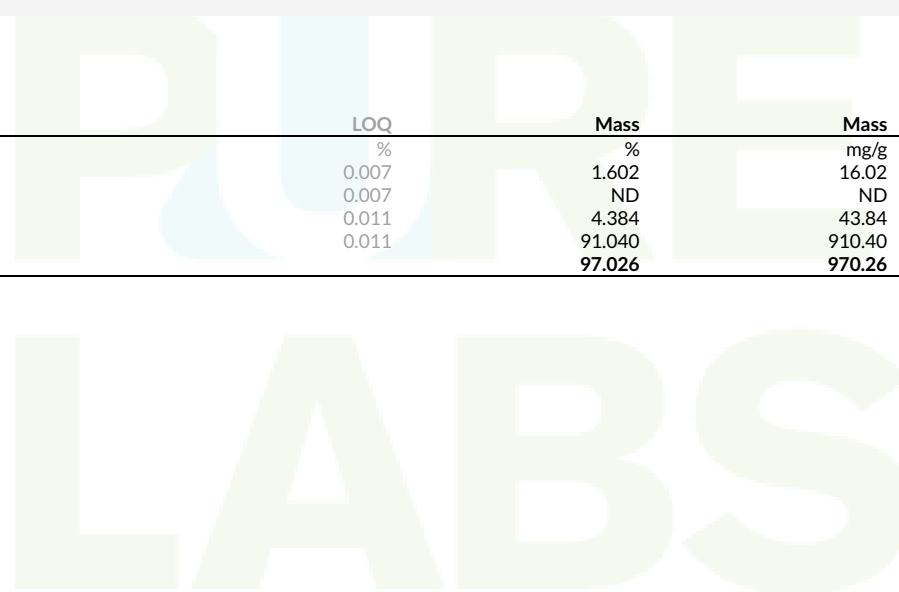 PURE
LOQ Mass Mass
% % mg/g
0.007 1.602 16.02
0.007 ND ND
0.011 4.384 43.84
0.011 91.040 910.40
97.026 970.26
LABS